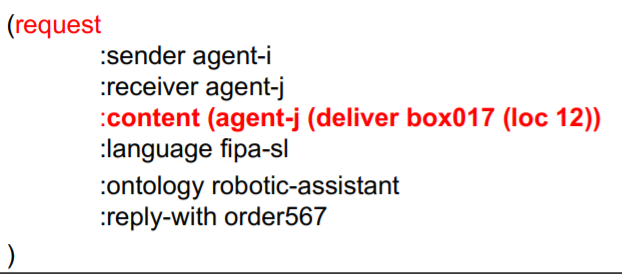 (request
:sender agent-i
:receiver agent-j
:content (agent-j (deliver box017 (loc 12))
:language fipa-sl
:ontology robotic-assistant
:reply-with order567
)